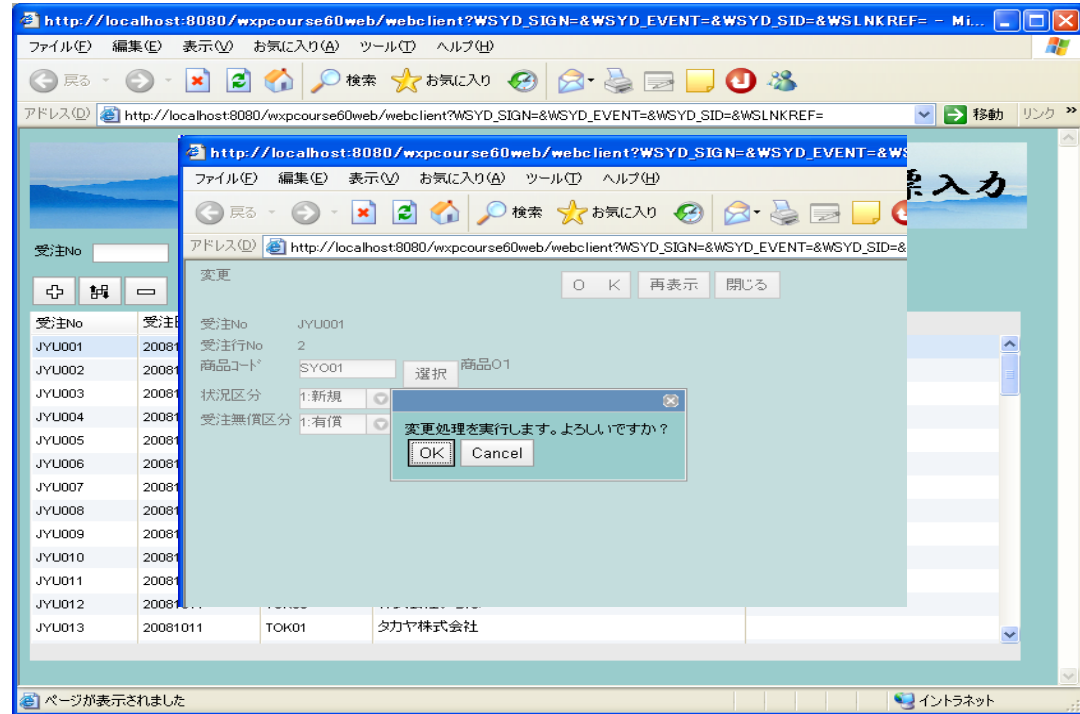 http://localhost:8080/wxpcourse60web/webclient?WSYD_SIGN=&WSYD_EVENT=&WSYD_SID=&WSLNKREF= - Mi...
ファイル(F) 編集(E) 表示(V) お気に入り(A) ツール(T) ヘルプ(H)
戻る 検索 お気に入り
アドレス(D) http://localhost:8080/wxpcourse60web/webclient?WSYD_SIGN=&WSYD_EVENT=&WSYD_SID=&WSLNKREF= 移動 リンク
票入力
受注No
受注No 受注
JYU001 20081
JYU002 20081
JYU003 20081
JYU004 20081
JYU005 20081
JYU006 20081
JYU007 20081
JYU008 20081
JYU009 20081
JYU010 20081
JYU011 20081
JYU012 20081
JYU013 20081011 TOK01 タカヤ株式会社
http://localhost:8080/wxpcourse60web/webclient?WSYD_SIGN=&WSYD_EVENT=&WS
ファイル(F) 編集(E) 表示(V) お気に入り(A) ツール(T) ヘルプ(H)
戻る 検索 お気に入り
アドレス(D) http://localhost:8080/wxpcourse60web/webclient?WSYD_SIGN=&WSYD_EVENT=&WSYD_SID=&
変更 O K 再表示 閉じる
受注No JYU001
受注行No 2
商品コード SYO01 選択 商品01
状況区分 1:新規
受注無償区分 1:有償
変更処理を実行します。よろしいですか?
OK Cancel
ページが表示されました イントラネット